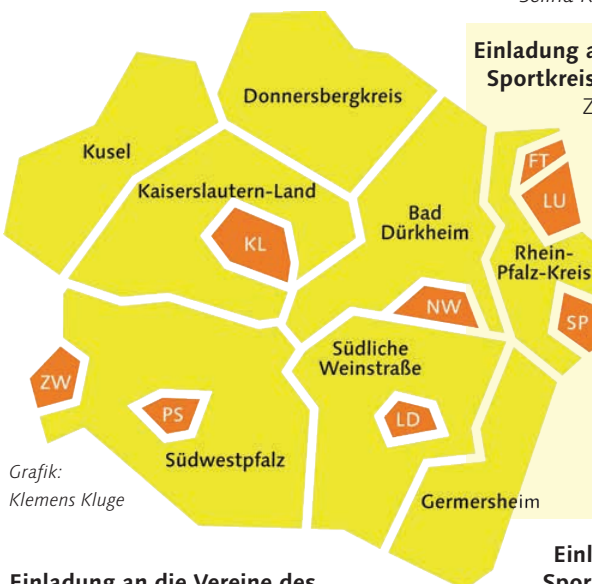 Einladung a
Sportkreis
Z
Donnersbergkreis
Kusel
FT
Kaiserslautern-Land
LU
Bad
Dürkheim
KL
Rhein-
Pfalz-Kreis
NW
SP
Südliche
Weinstraße
ZW
PS
LD
Südwestpfalz
Grafik:
Klemens Kluge
Germersheim
Einl
Spor
Einladung an die Vereine des